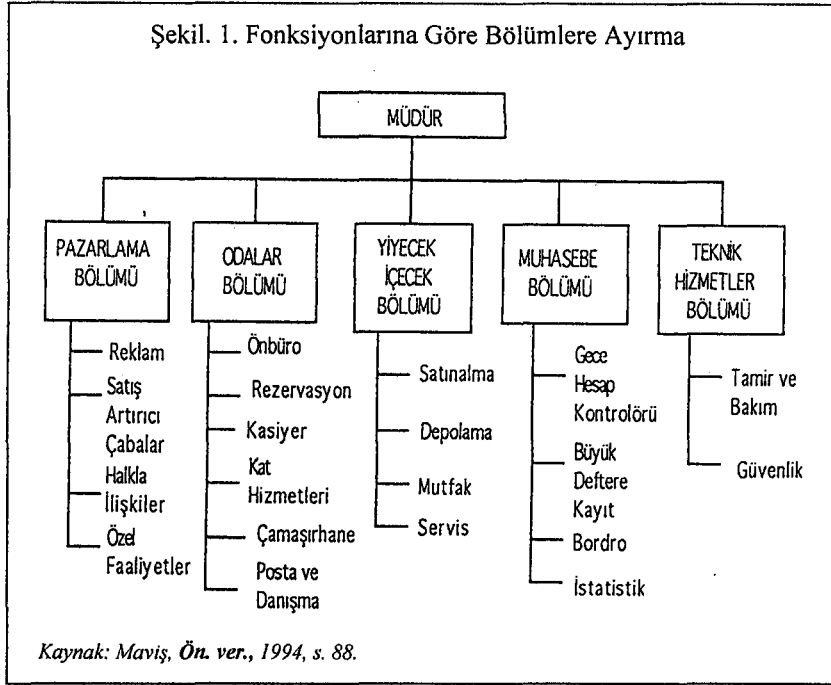 Şekil. 1. Fonksiyonlarına Göre Bölümlere Ayırma
MÜDÜR
PAZARLAMA
BÖLÜMÜ
Reklam
Satış
Artırıcı
Çabalar
Halkla
İlişkiler
Özel
Faaliyetler
ODALAR
BÖLÜMÜ
Önbüro
Rezervasyon
Kasiyer
Kat
Hizmetleri
Çamaşırhane
Posta ve
Danışma
YİYECEK
İÇECEK
BÖLÜMÜ
Satınalma
Depolama
Mutfak
Servis
MUHASEBE
BÖLÜMÜ
Gece
Hesap
Kontrolörü
Büyük
Deftere
Kayıt
Bordro
İstatistik
TEKNİK
HİZMETLER
BÖLÜMÜ
Tamir ve
Bakım
Güvenlik
Kaynak: Maviş, Ön. ver., 1994, s. 88.